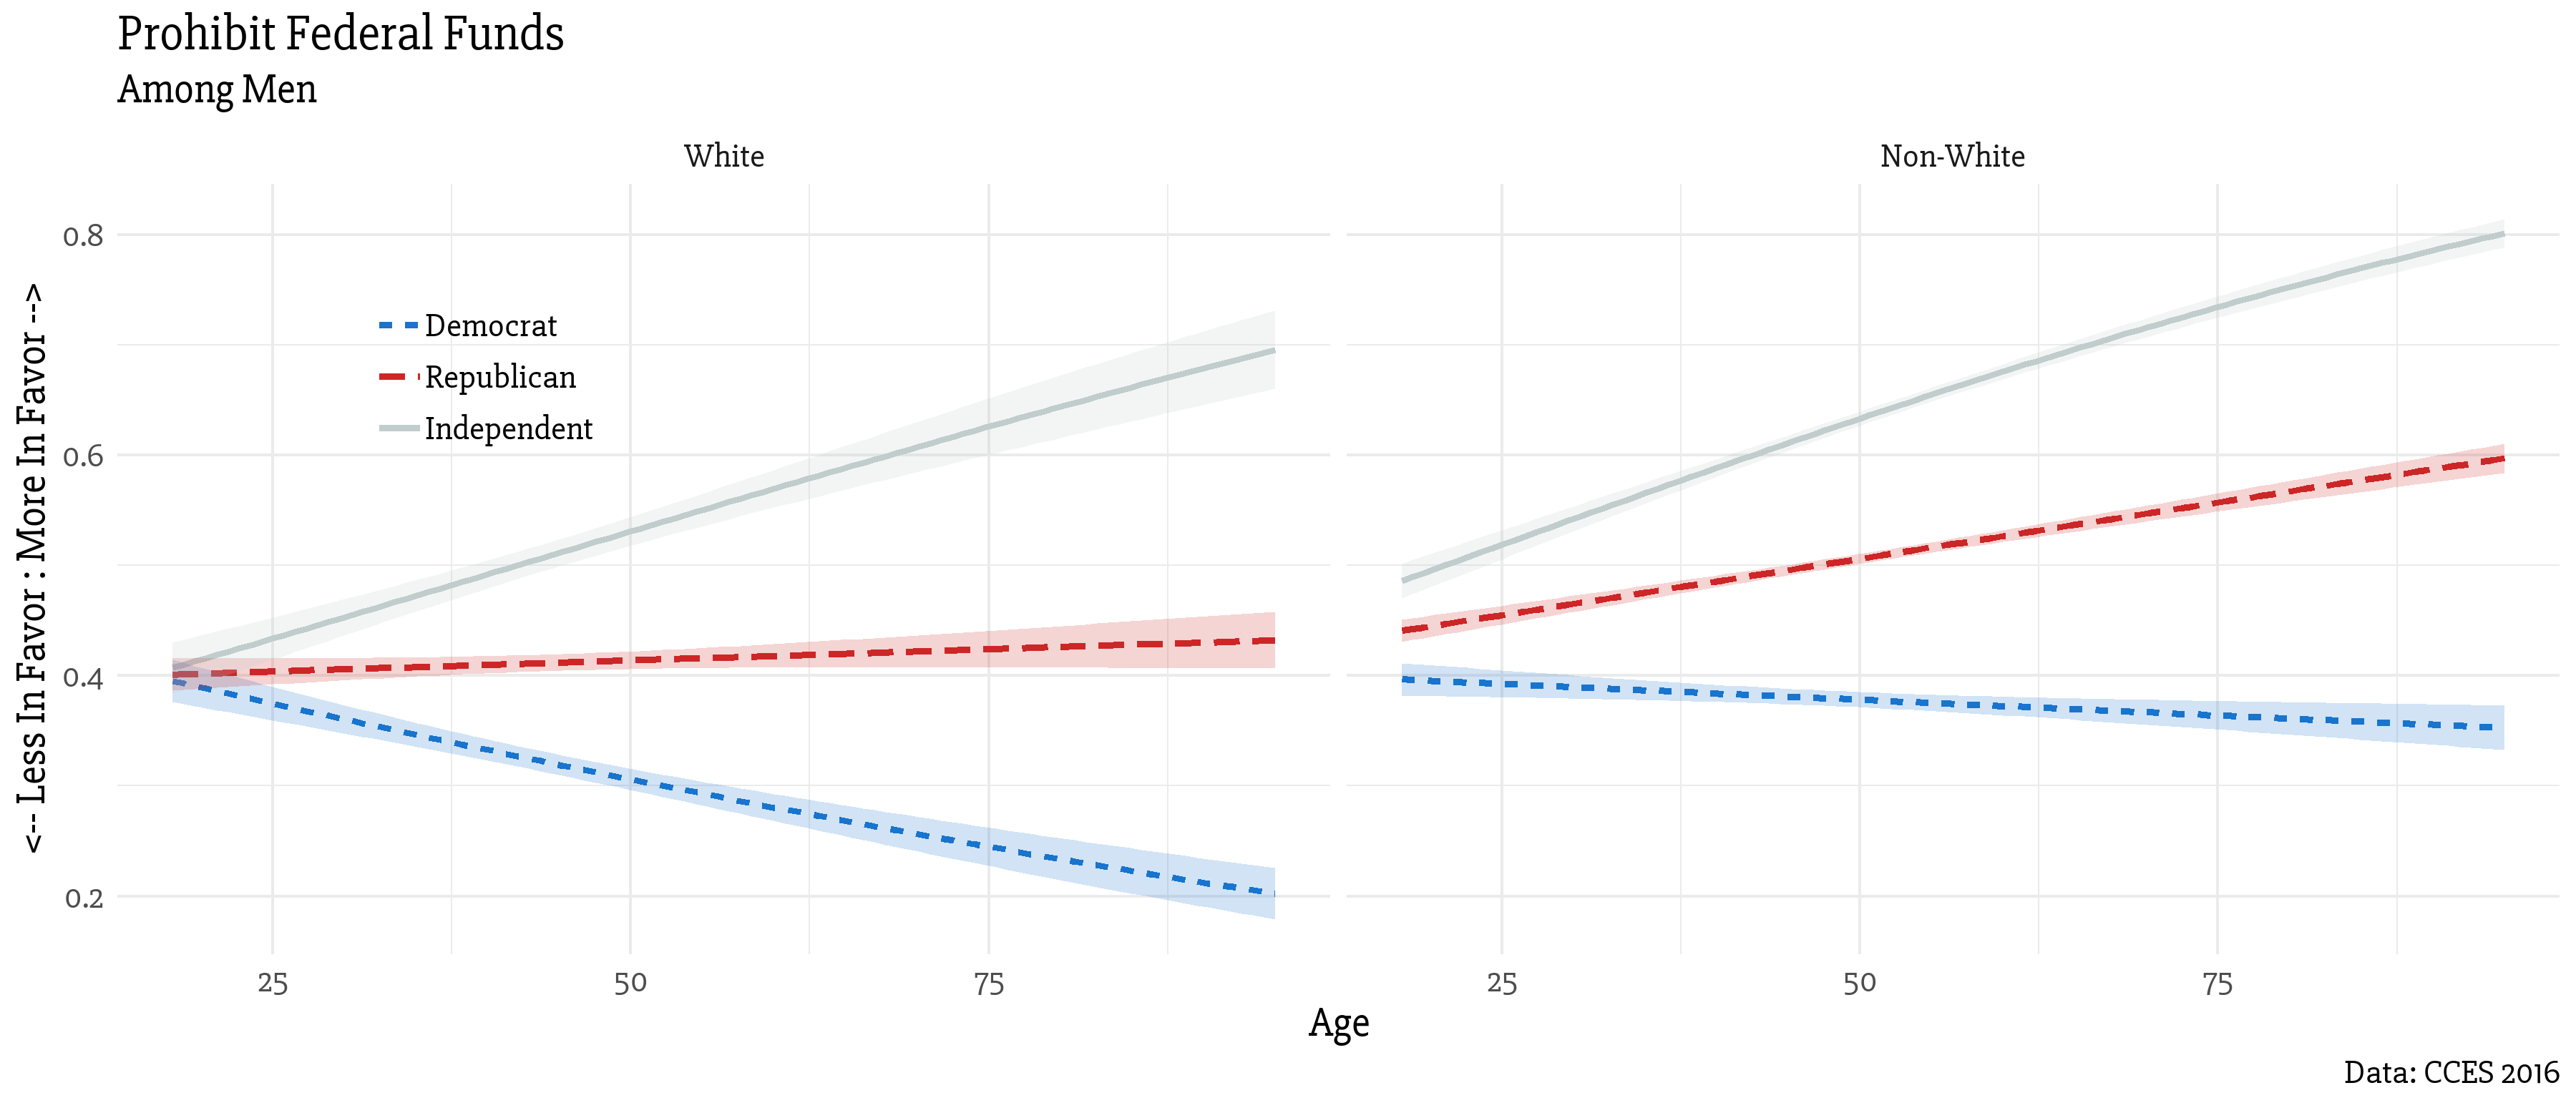 Prohibit Federal Funds
Among Men
White
Non-White
<-- Less In Favor : More In Favor -->
0.8
0.6
0.4
0.2
Democrat
Republican
Independent
25 50 75
25 50 75
Age
Data: CCES 2016